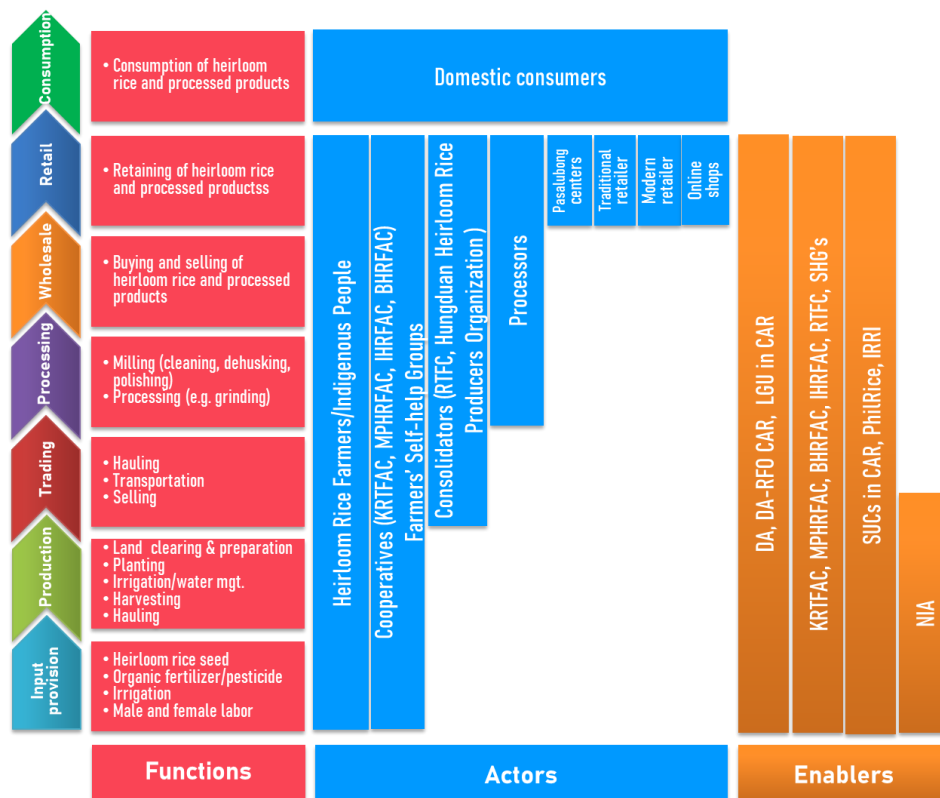 Consumption
• Consumption of heirloom
rice and processed products
Domestic consumers
Retail
• Retaining of heirloom rice
and processed productss
Wholesale
• Buying and selling of
heirloom rice and processed
products
Processing
• Milling (cleaning, dehusking,
polishing)
• Processing (e.g. grinding)
Trading
• Hauling
• Transportation
• Selling
Production
• Land clearing & preparation
• Planting
• Irrigation/water mgt.
• Harvesting
• Hauling
Input
provision
• Heirloom rice seed
• Organic fertilizer/pesticide
• Irrigation
• Male and female labor
Heirloom Rice Farmers/Indigenous People
Cooperatives (KRTFAC, MPHRFAC, IHRFAC, BHRFAC)
Farmers' Self-help Groups
Consolidators (RTFC, Hungduan Heirloom Rice
Producers Organization )
Processors
Pasalubong
centers
Traditional
retailer
Modern
retailer
Online
shops
DA, DA-RFO CAR, LGU in CAR
KRTFAC, MPHRFAC, BHRFAC, IHRFAC, RTFC, SHG's
SUCs in CAR, PhilRice, IRRI
NIA
Functions
Actors
Enablers